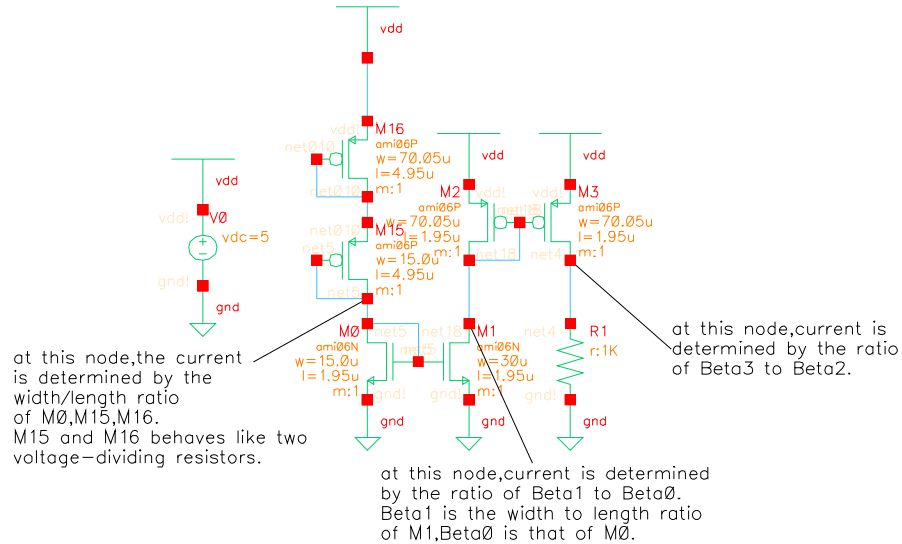 vdd
vdd!
M16
ami06P
w=70.05u
l=4.95u
m:1
net010
net010
net010
M15
ami06P
w=15.0u
l=4.95u
m:1
net5
net5
vdd
vdd!
V0
vdc=5
gnd!
gnd
vdd
M2
vdd!
ami06P
w=70.05u
l=1.95u
m:1
net18
vdd
vdd!
M3
ami06P
w=70.05u
l=1.95u
m:1
net4
M0
net5
ami06N
w=15.0u
l=1.95u
m:1
gnd!
gnd
net18
M1
ami06N
w=30u
l=1.95u
m:1
gnd!
gnd
net4
R1
r:1K
gnd!
gnd
at this node,the current
is determined by the
width/length ratio
of M0,M15,M16.
M15 and M16 behaves like two
voltage-dividing resistors.
at this node,current is determined
by the ratio of Beta1 to Beta0.
Beta1 is the width to length ratio
of M1,Beta0 is that of M0.
at this node,current is
determined by the ratio
of Beta3 to Beta2.